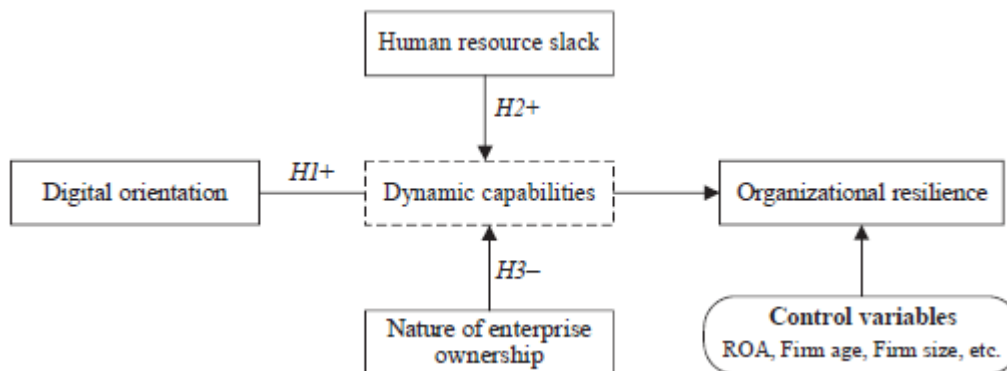 Human resource slack
H2+
H1+
Digital orientation
Dynamic capabilities
Organizational resilience
H3–
Nature of enterprise
ownership
Control variables
ROA, Firm age, Firm size, etc.